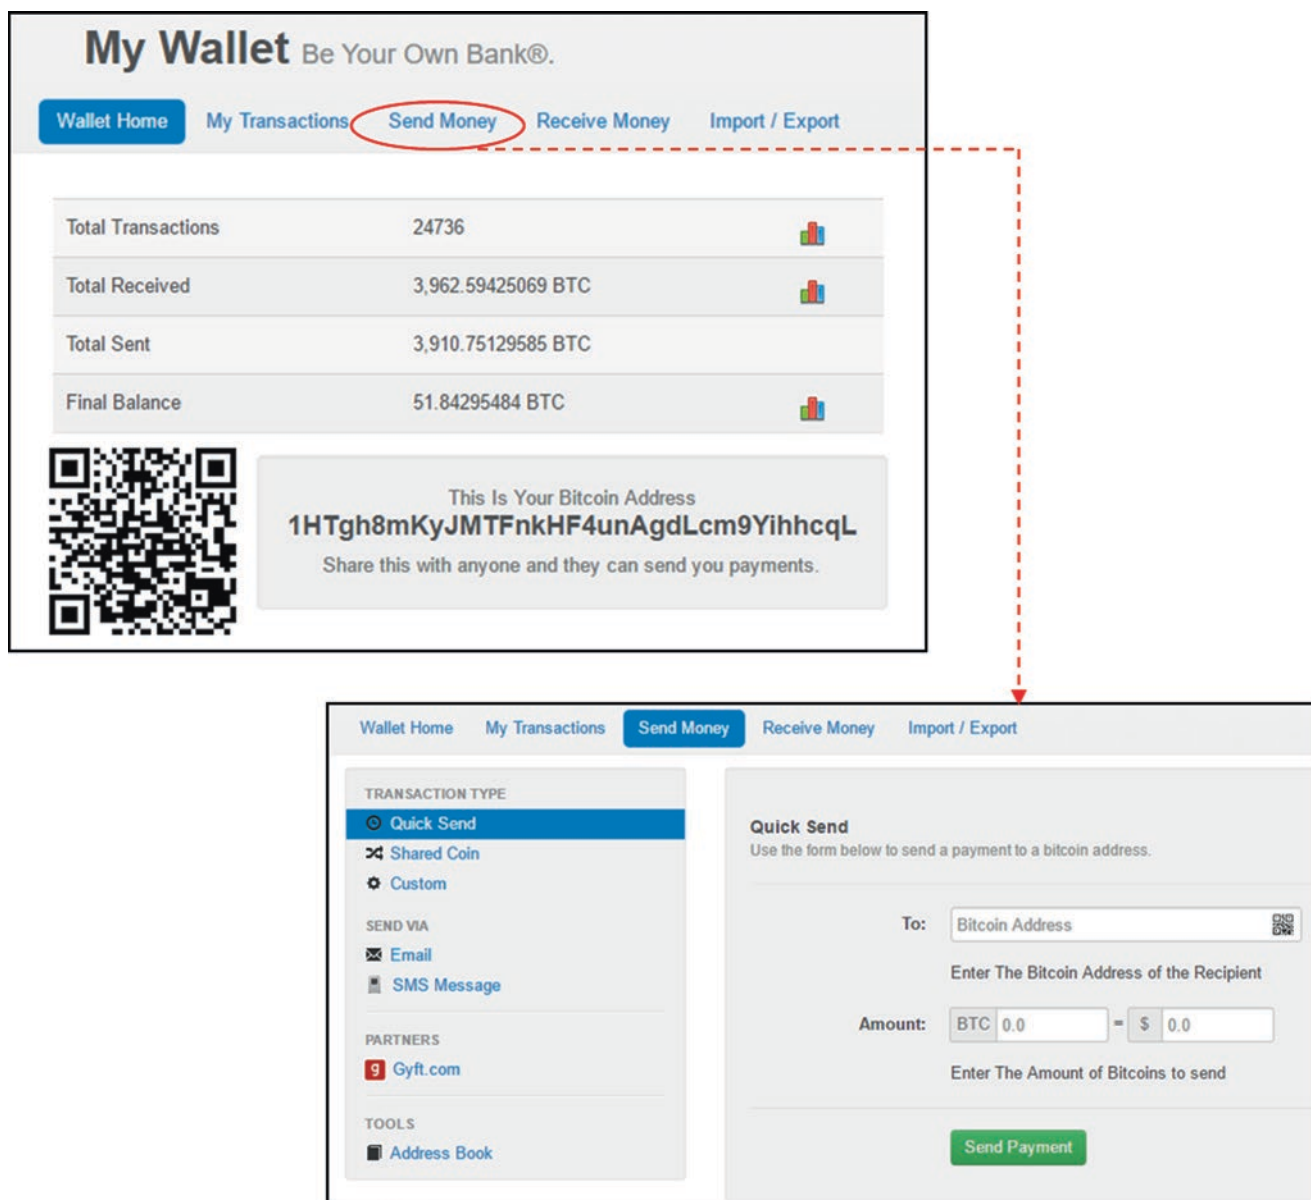 My Wallet Be Your Own Bank®.
Wallet Home My Transactions Send Money Receive Money Import / Export
Total Transactions 24736
Total Received 3,962.59425069 BTC
Total Sent 3,910.75129585 BTC
Final Balance 51.84295484 BTC
This Is Your Bitcoin Address
1HTgh8mKyJMTFnkHF4unAgdLcm9YihhcqL
Share this with anyone and they can send you payments.
Wallet Home My Transactions Send Money Receive Money Import / Export
TRANSACTION TYPE
Quick Send
Shared Coin
Custom
SEND VIA
Email
SMS Message
PARTNERS
g Gyft.com
TOOLS
Address Book
Quick Send
Use the form below to send a payment to a bitcoin address.
To: Bitcoin Address
Enter The Bitcoin Address of the Recipient
Amount: BTC 0.0 = $ 0.0
Enter The Amount of Bitcoins to send
Send Payment